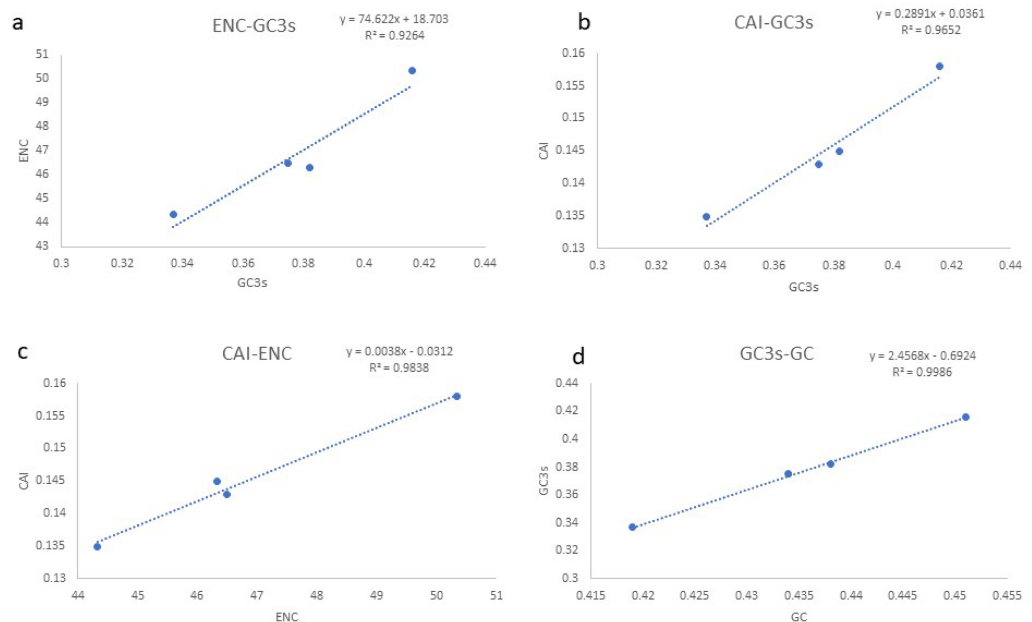 a
ENC-GC3s
y = 74.622x + 18.703
R² = 0.9264
51
50
49
48
47
46
45
44
43
ENC
0.3 0.32 0.34 0.36 0.38 0.4 0.42 0.44
GC3s
b
CAI-GC3s
y = 0.2891x + 0.0361
R² = 0.9652
0.16
0.155
0.15
0.145
0.14
0.135
0.13
CAI
0.3 0.32 0.34 0.36 0.38 0.4 0.42 0.44
GC3s
c
CAI-ENC
y = 0.0038x - 0.0312
R² = 0.9838
0.16
0.155
0.15
0.145
0.14
0.135
0.13
CAI
44 45 46 47 48 49 50 51
ENC
d
GC3s-GC
y = 2.4568x - 0.6924
R² = 0.9986
0.44
0.42
0.4
0.38
0.36
0.34
0.32
0.3
GC3s
0.415 0.42 0.425 0.43 0.435 0.44 0.445 0.45 0.455
GC